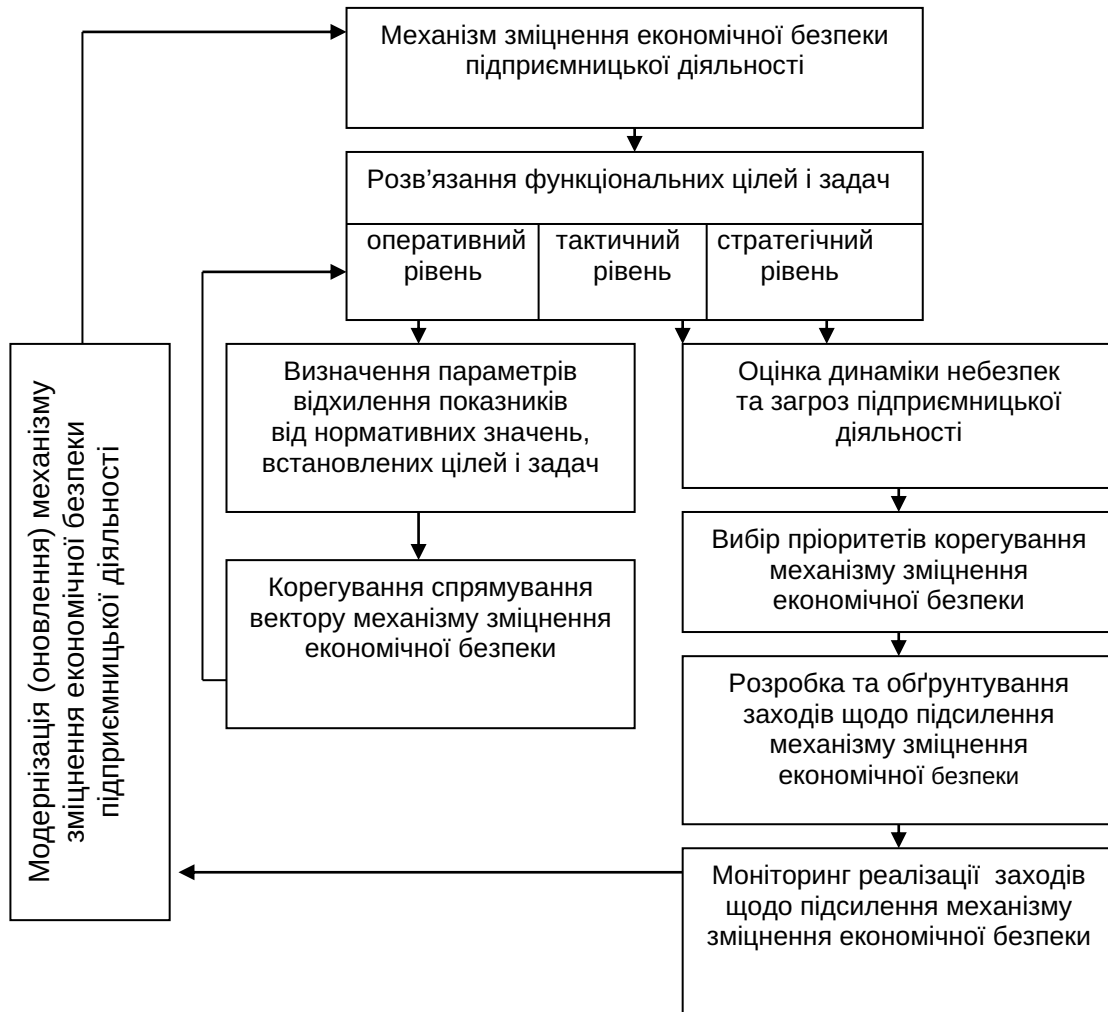 Механізм зміцнення економічної безпеки
підприємницької діяльності
Розв’язання функціональних цілей і задач
оперативний
рівень
тактичний
рівень
стратегічний
рівень
Визначення параметрів
відхилення показників
від нормативних значень,
встановлених цілей і задач
Корегування спрямування
вектору механізму зміцнення
економічної безпеки
Оцінка динаміки небезпек
та загроз підприємницької
діяльності
Вибір пріоритетів корегування
механізму зміцнення
економічної безпеки
Розробка та обґрунтування
заходів щодо підсилення
механізму зміцнення
економічної безпеки
Моніторинг реалізації  заходів
щодо підсилення механізму
зміцнення економічної безпеки
Модернізація (оновлення) механізму
зміцнення економічної безпеки
підприємницької діяльності